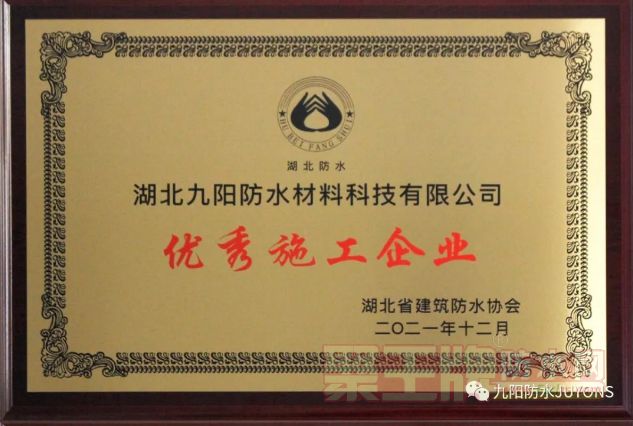 HU BEI FANG SHUI
湖北防水
湖北九阳防水材料科技有限公司
优秀施工企业
湖北省建筑防水协会
二〇二一年十二月
九阳防水JUYONS